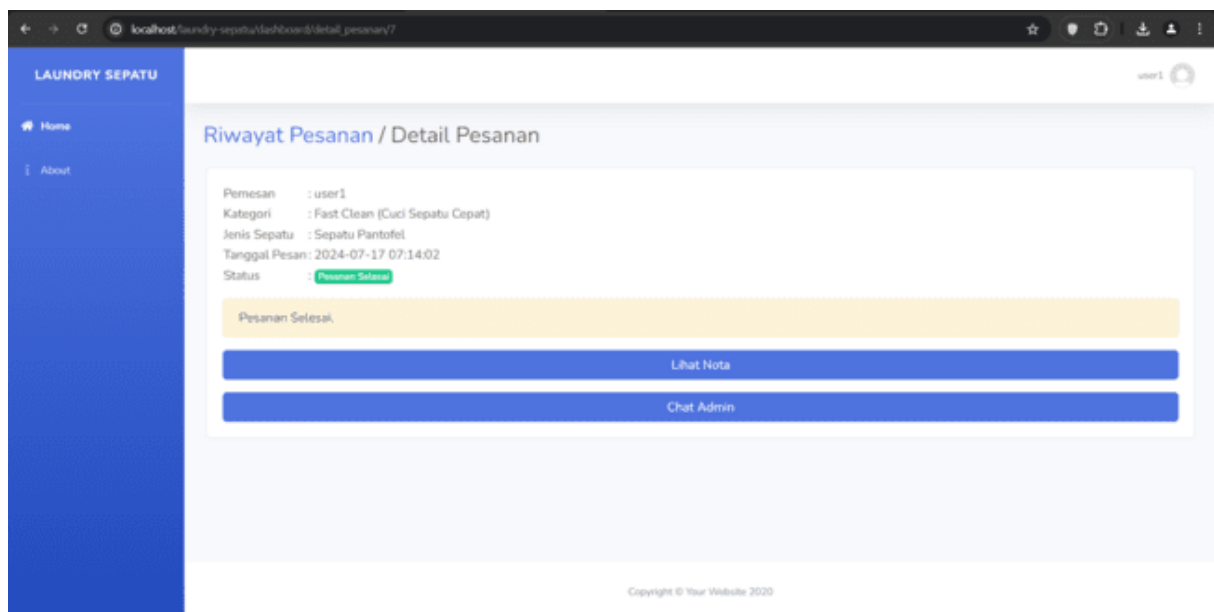 localhost/laundry-sepatu/dashboard/detail_pesanan/7
LAUNDRY SEPATU
user1
Home
Riwayat Pesanan / Detail Pesanan
i About
Pemesan : user1
Kategori : Fast Clean (Cuci Sepatu Cepat)
Jenis Sepatu : Sepatu Pantofel
Tanggal Pesan: 2024-07-17 07:14:02
Status : Pesanan Selesai
Pesanan Selesai.
Lihat Nota
Chat Admin
Copyright © Your Website 2020